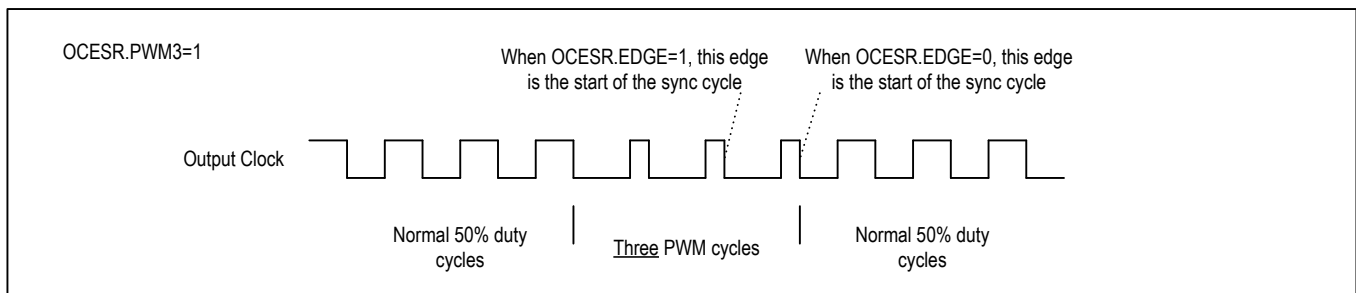 OCESR.PWM3=1
When OCESR.EDGE=1, this edge
is the start of the sync cycle
When OCESR.EDGE=0, this edge
is the start of the sync cycle
Output Clock
Normal 50% duty
cycles
Three PWM cycles
Normal 50% duty
cycles